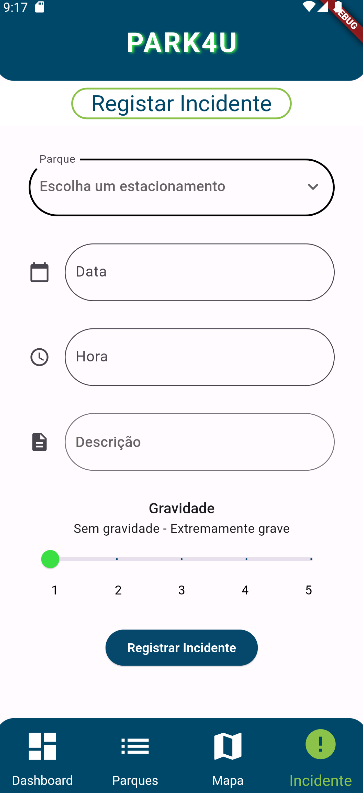 9:17
DEBUG
PARK4U
Registar Incidente
Parque
Escolha um estacionamento
Data
Hora
Descrição
Gravidade
Sem gravidade - Extremamente grave
1 2 3 4 5
Registrar Incidente
Dashboard Parques Mapa Incidente